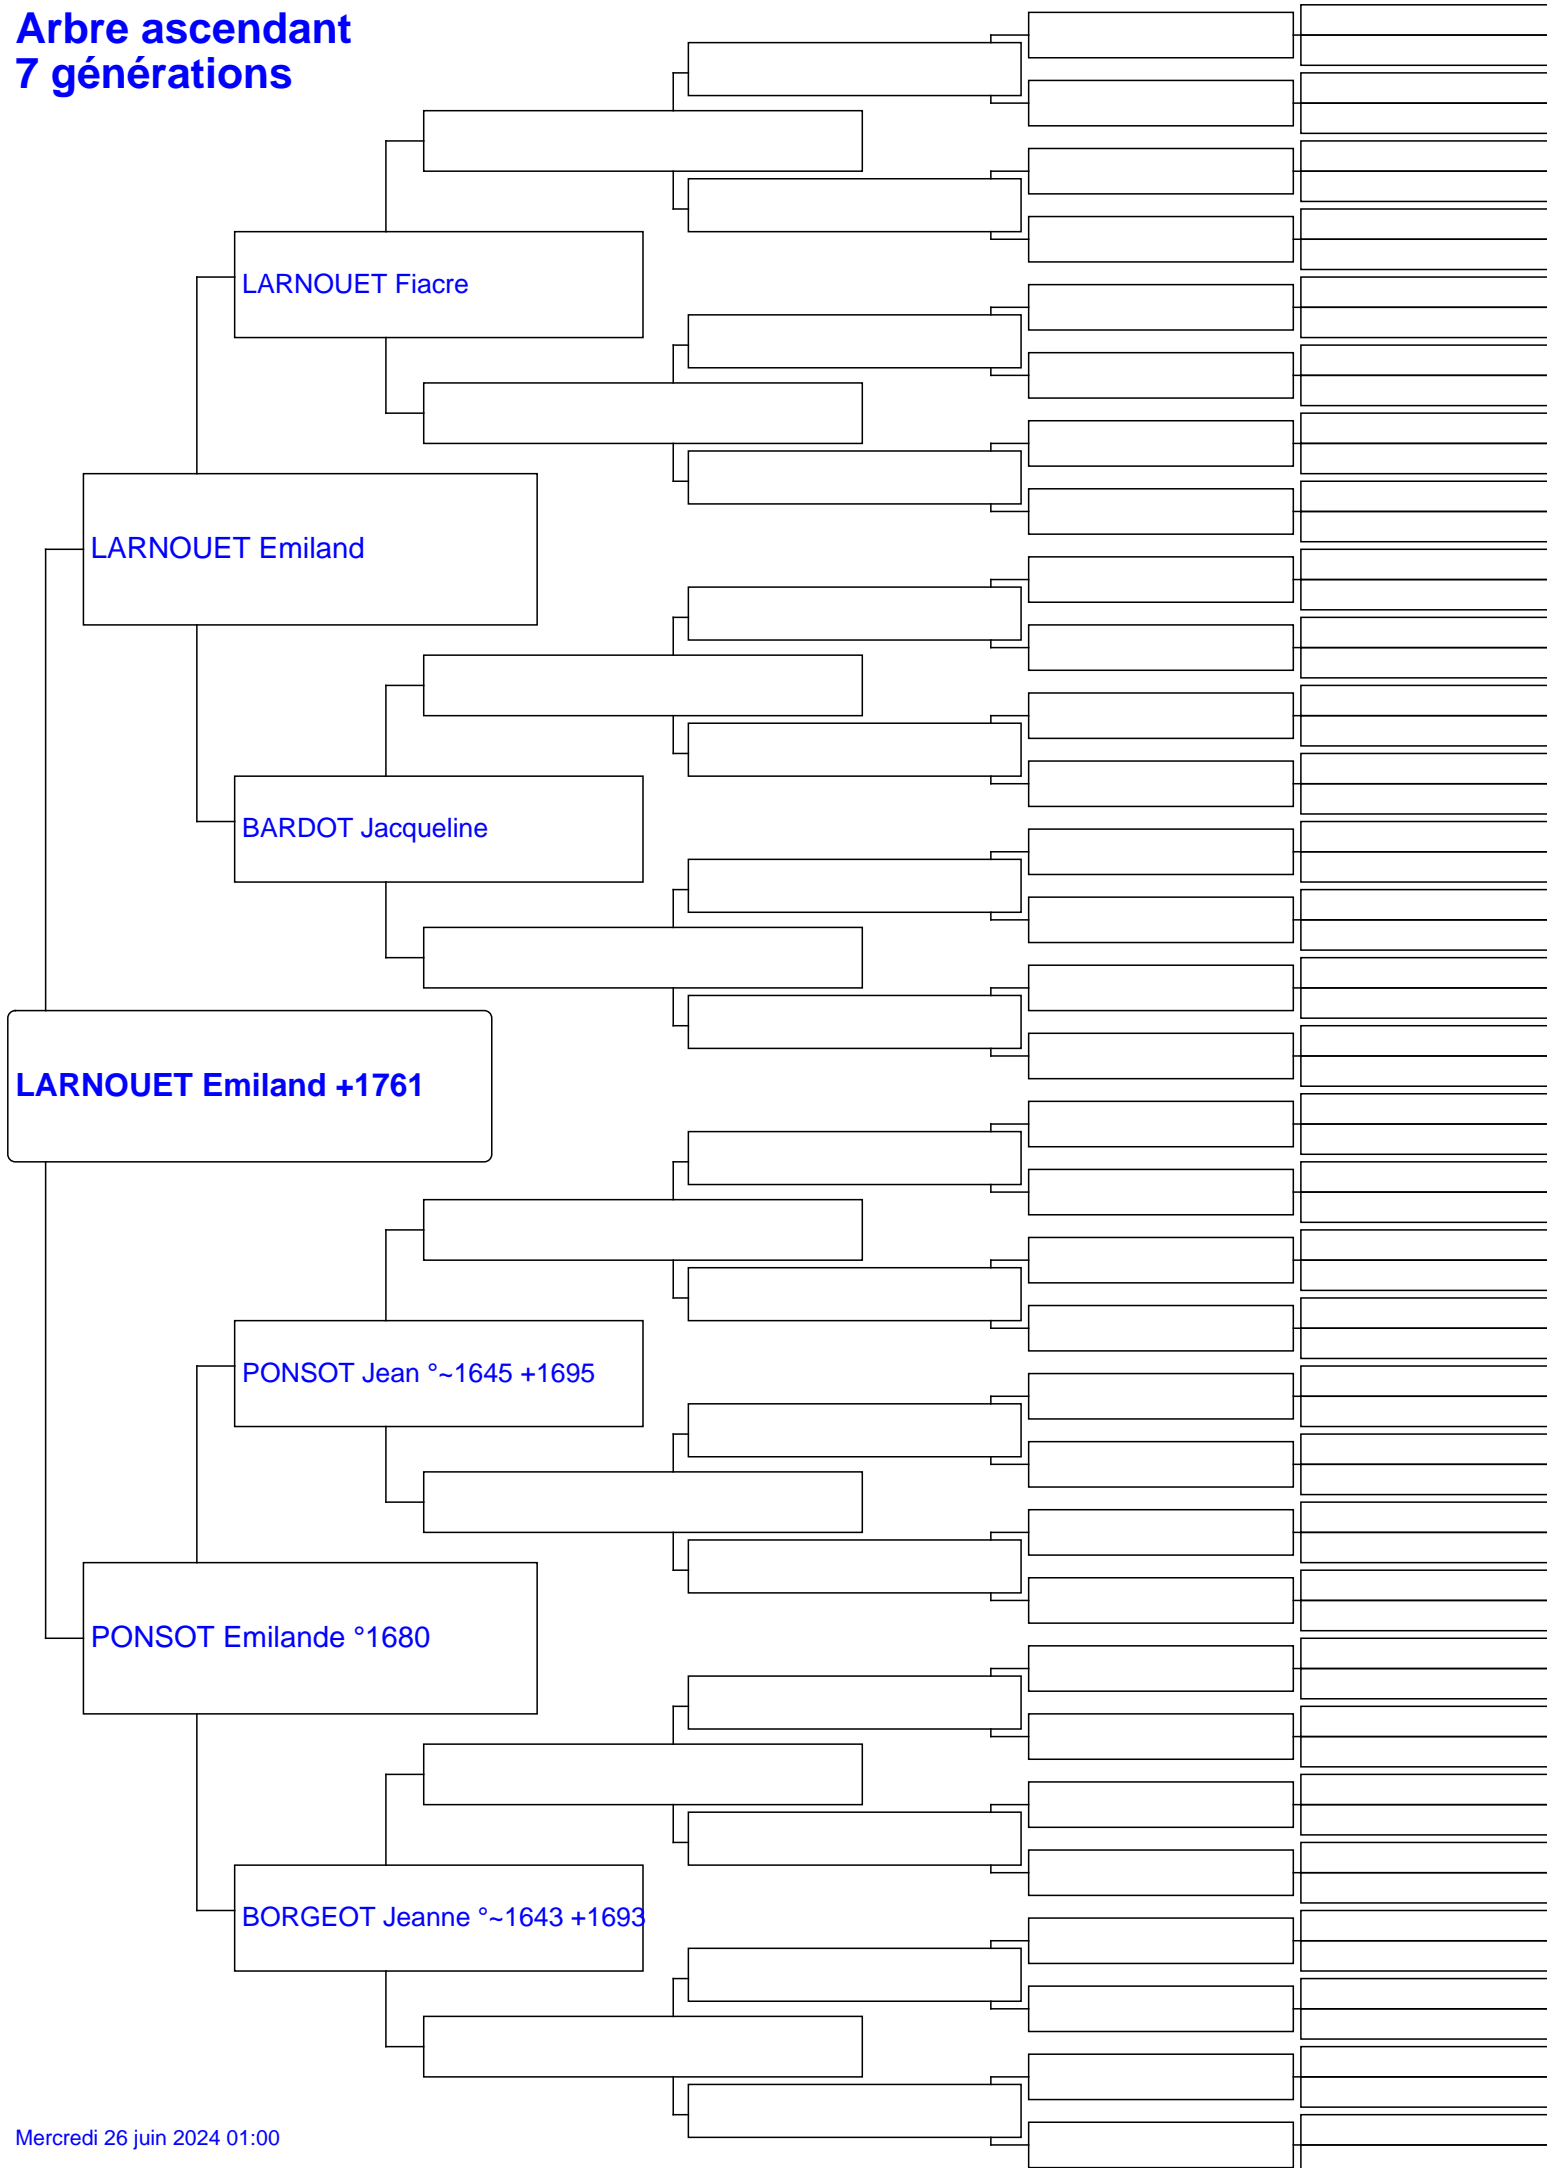 Arbre ascendant
7 générations
LARNOUET Fiacre
LARNOUET Emiland
BARDOT Jacqueline
LARNOUET Emiland +1761
PONSOT Jean °~1645 +1695
PONSOT Emilande °1680
BORGEOT Jeanne °~1643 +1693
Mercredi 26 juin 2024 01:00